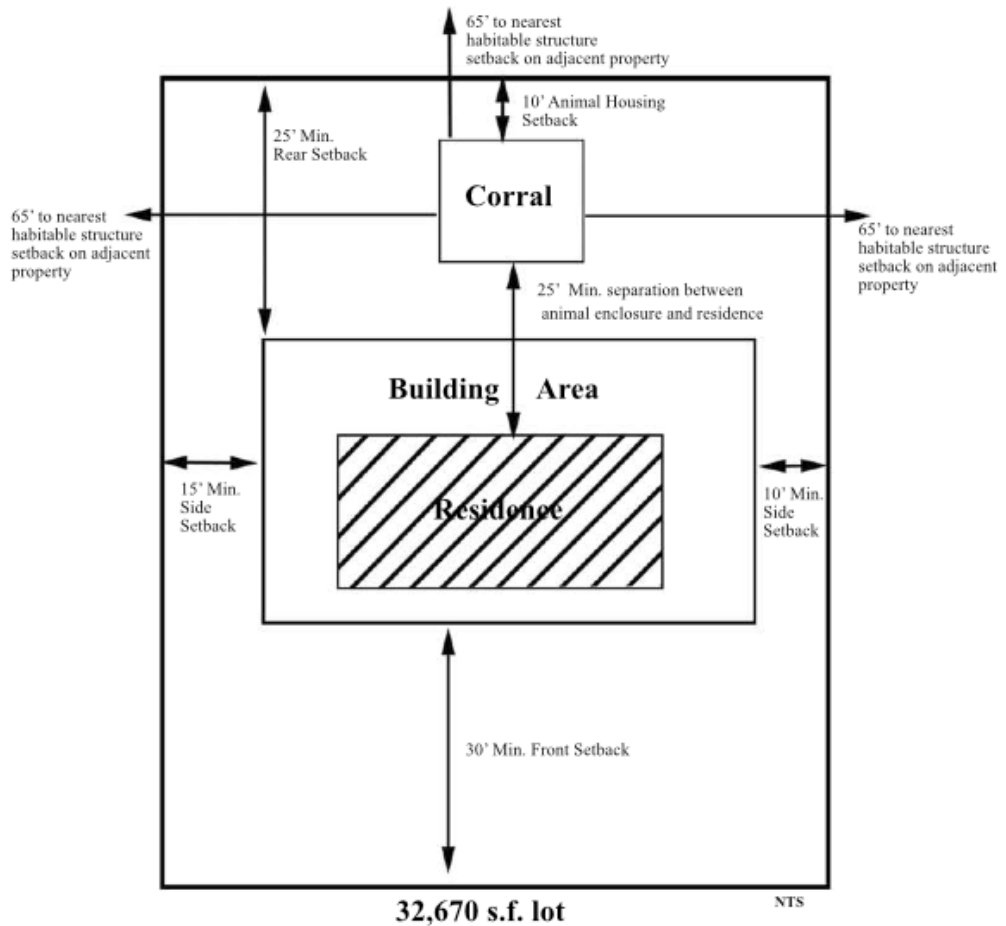 65' to nearest
habitable structure
setback on adjacent property
10' Animal Housing
Setback
25' Min.
Rear Setback
Corral
65' to nearest
habitable structure
setback on adjacent
property
65' to nearest
habitable structure
setback on adjacent
property
25' Min. separation between
animal enclosure and residence
Building Area
15' Min.
Side
Setback
Residence
10' Min.
Side
Setback
30' Min. Front Setback
32,670 s.f. lot
NTS